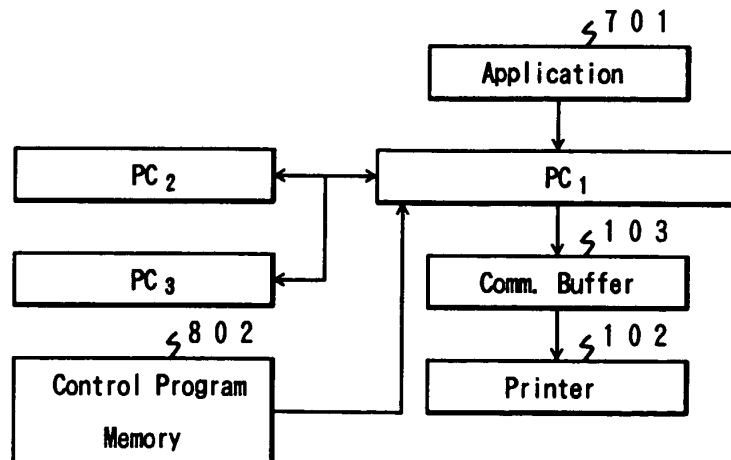 701
Application
PC2
PC1
PC3
103
Comm. Buffer
802
102
Control Program
Memory
Printer